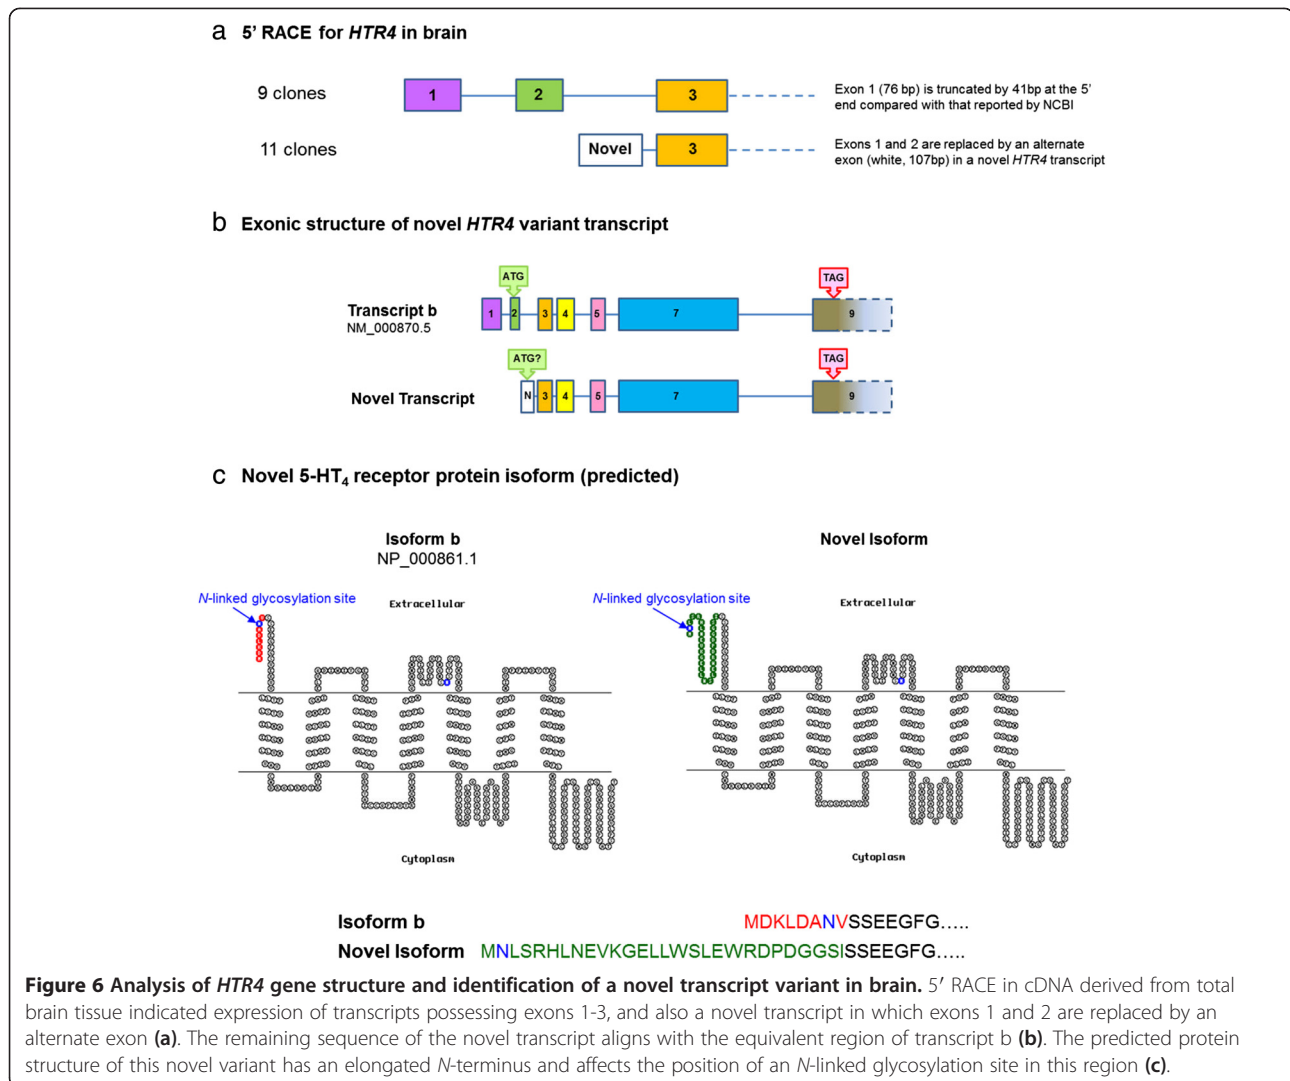 a 5' RACE for HTR4 in brain
9 clones
1
2
3
Exon 1 (76 bp) is truncated by 41bp at the 5'
end compared with that reported by NCBI
11 clones
Novel
3
Exons 1 and 2 are replaced by an alternate
exon (white, 107bp) in a novel HTR4 transcript
b Exonic structure of novel HTR4 variant transcript
ATG
TAG
Transcript b
NM_000870.5
1
2
3
4
5
7
9
ATG?
TAG
Novel Transcript
N
3
4
5
7
9
c Novel 5-HT4 receptor protein isoform (predicted)
Isoform b
NP_000861.1
Novel Isoform
N-linked glycosylation site
Extracellular
Cytoplasm
N-linked glycosylation site
Extracellular
Cytoplasm
Isoform b MDKLDANVSSEEGFG.....
Novel Isoform MNLSRHLNEVKGELLWSLEWRDPDGGSISSEEGFG.....
Figure 6 Analysis of HTR4 gene structure and identification of a novel transcript variant in brain. 5′ RACE in cDNA derived from total
brain tissue indicated expression of transcripts possessing exons 1-3, and also a novel transcript in which exons 1 and 2 are replaced by an
alternate exon (a). The remaining sequence of the novel transcript aligns with the equivalent region of transcript b (b). The predicted protein
structure of this novel variant has an elongated N-terminus and affects the position of an N-linked glycosylation site in this region (c).